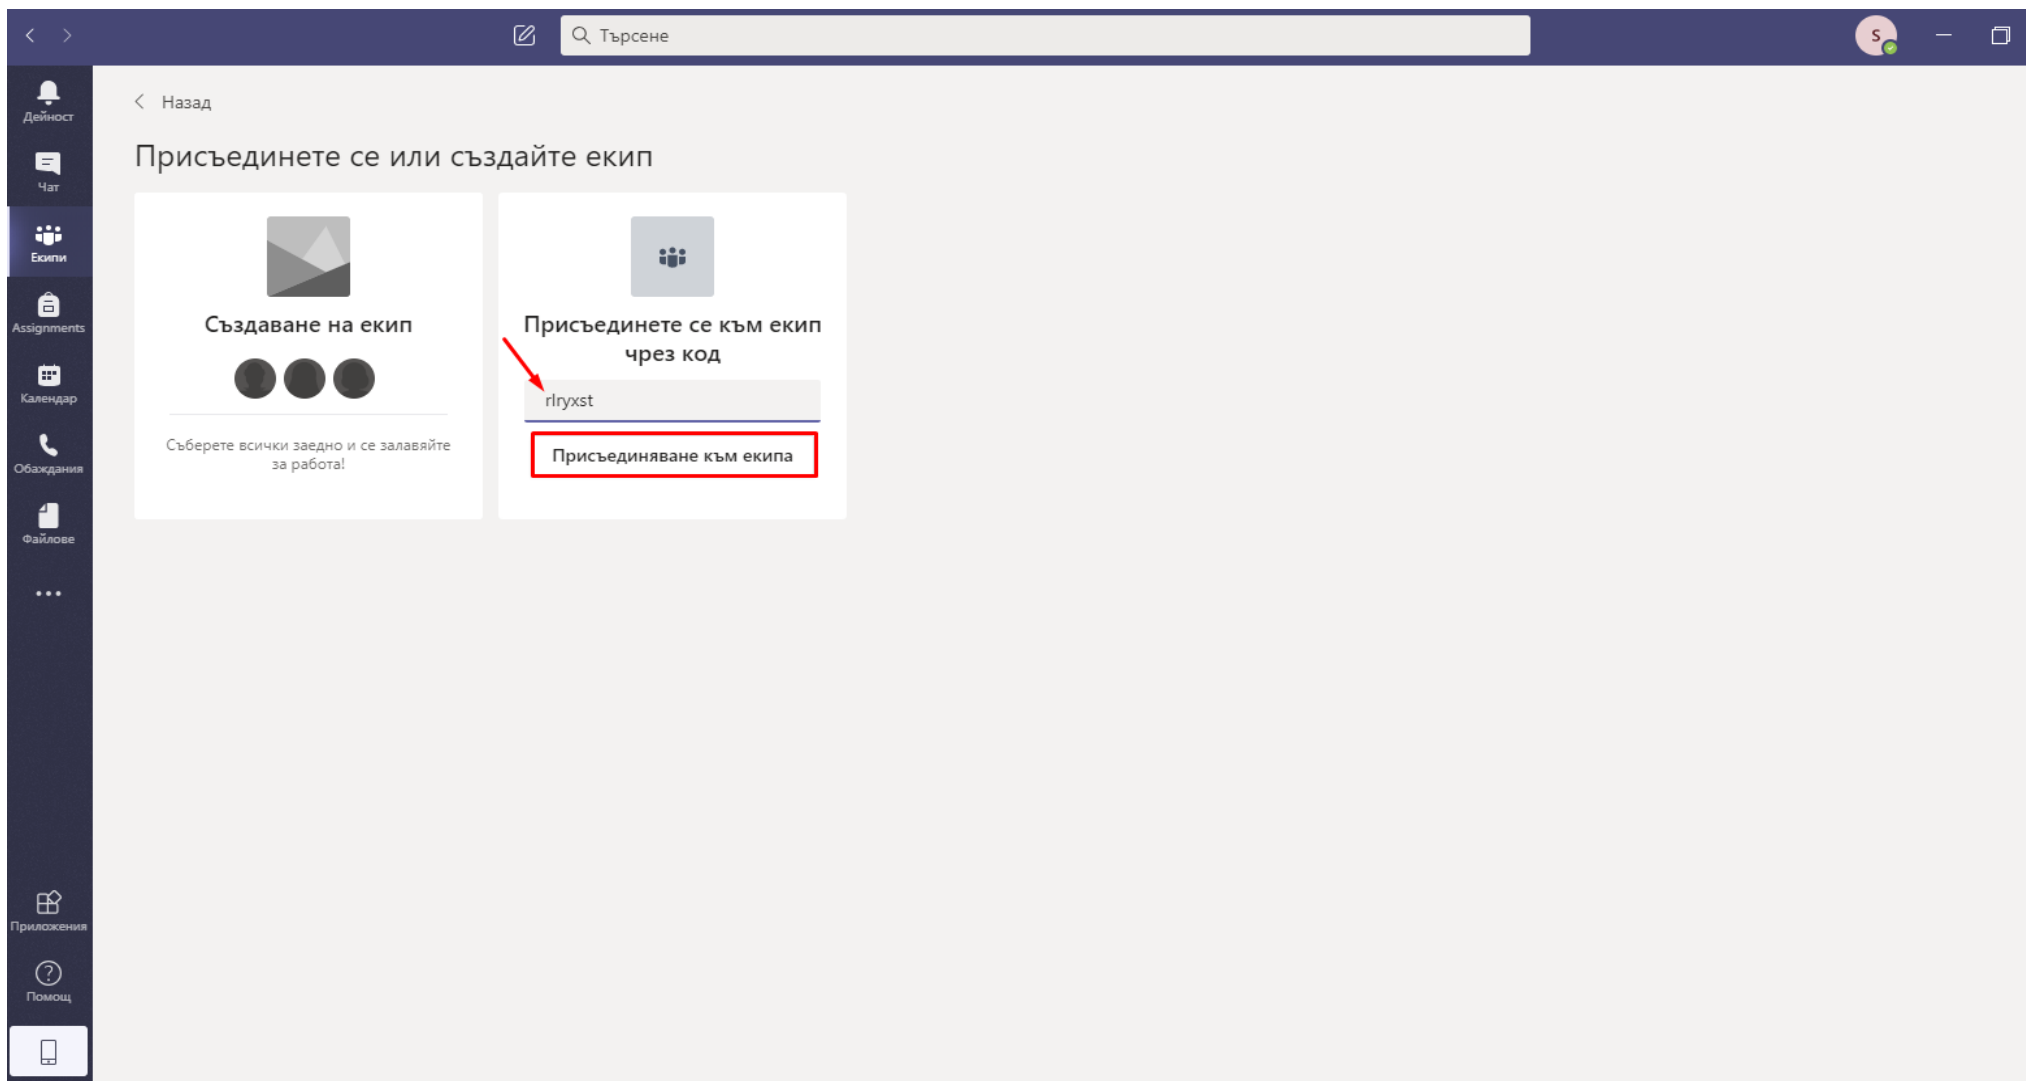 Търсене
S
Дейност
Чат
Екипи
Assignments
Календар
Обаждания
Файлове
Приложения
Помощ
Назад
Присъединете се или създайте екип
Създаване на екип
Съберете всички заедно и се залавяйте
за работа!
Присъединете се към екип
чрез код
rlryxst
Присъединяване към екипа